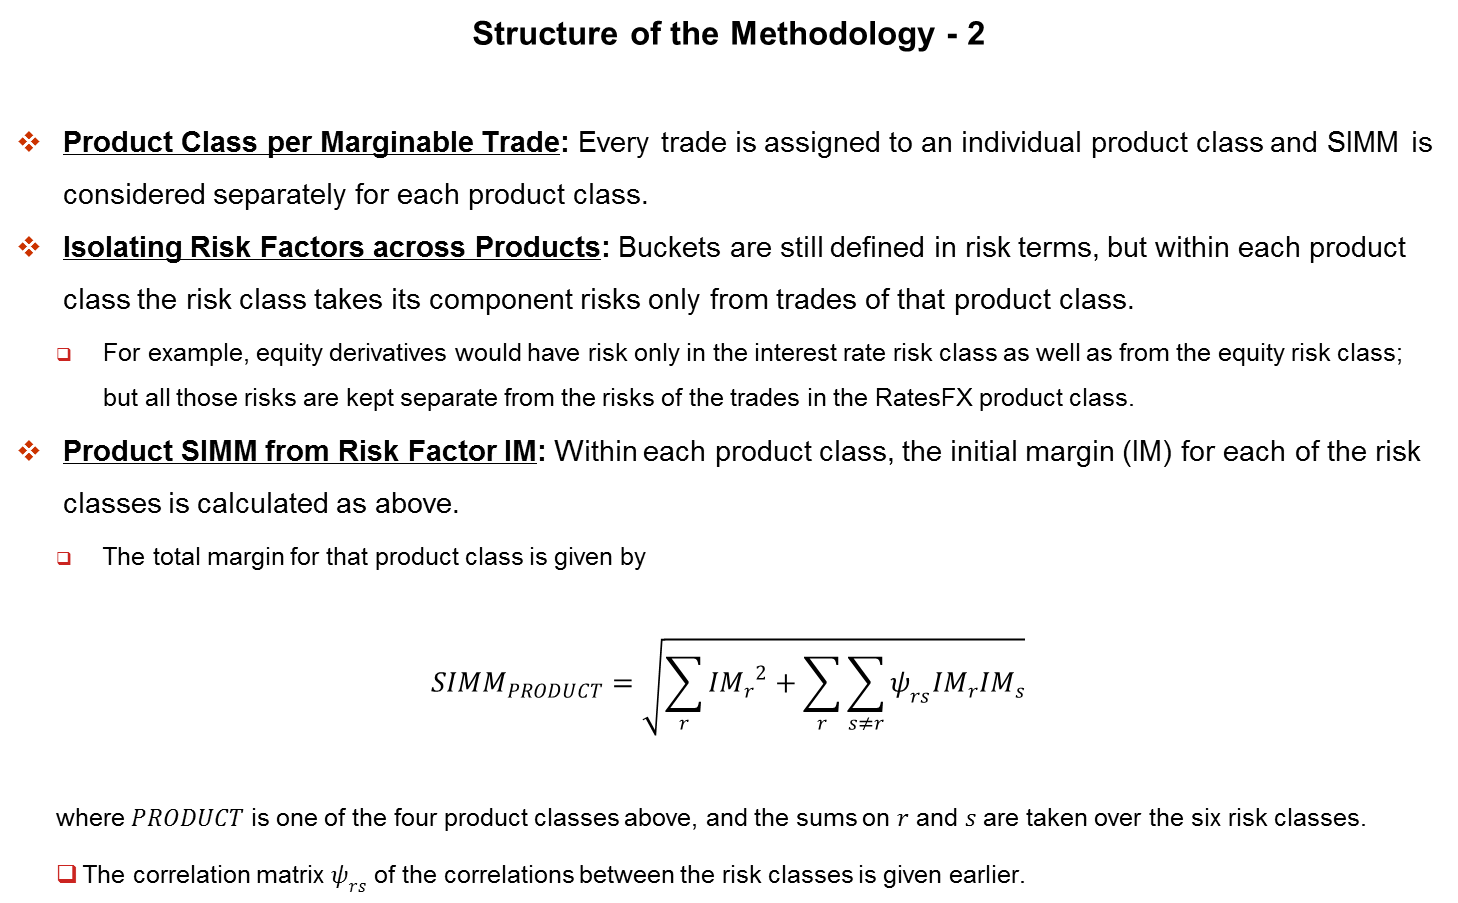 Structure of the Methodology - 2
❖ Product Class per Marginable Trade: Every trade is assigned to an individual product class and SIMM is
considered separately for each product class.
❖ Isolating Risk Factors across Products: Buckets are still defined in risk terms, but within each product
class the risk class takes its component risks only from trades of that product class.
❑ For example, equity derivatives would have risk only in the interest rate risk class as well as from the equity risk class;
but all those risks are kept separate from the risks of the trades in the RatesFX product class.
❖ Product SIMM from Risk Factor IM: Within each product class, the initial margin (IM) for each of the risk
classes is calculated as above.
❑ The total margin for that product class is given by
$SIMM_{PRODUCT} = \sqrt{\sum_{r} IM_r^2 + \sum_{r} \sum_{s \neq r} \psi_{rs} IM_r IM_s}$
where $PRODUCT$ is one of the four product classes above, and the sums on $r$ and $s$ are taken over the six risk classes.
❑ The correlation matrix $\psi_{rs}$ of the correlations between the risk classes is given earlier.